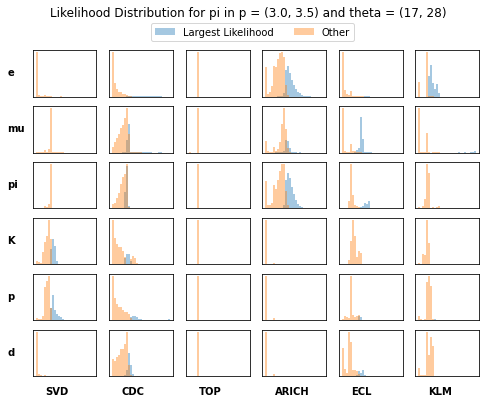 Likelihood Distribution for pi in p = (3.0, 3.5) and theta = (17, 28)
Largest Likelihood Other
e
mu
pi
K
p
d
SVD CDC TOP ARICH ECL KLM